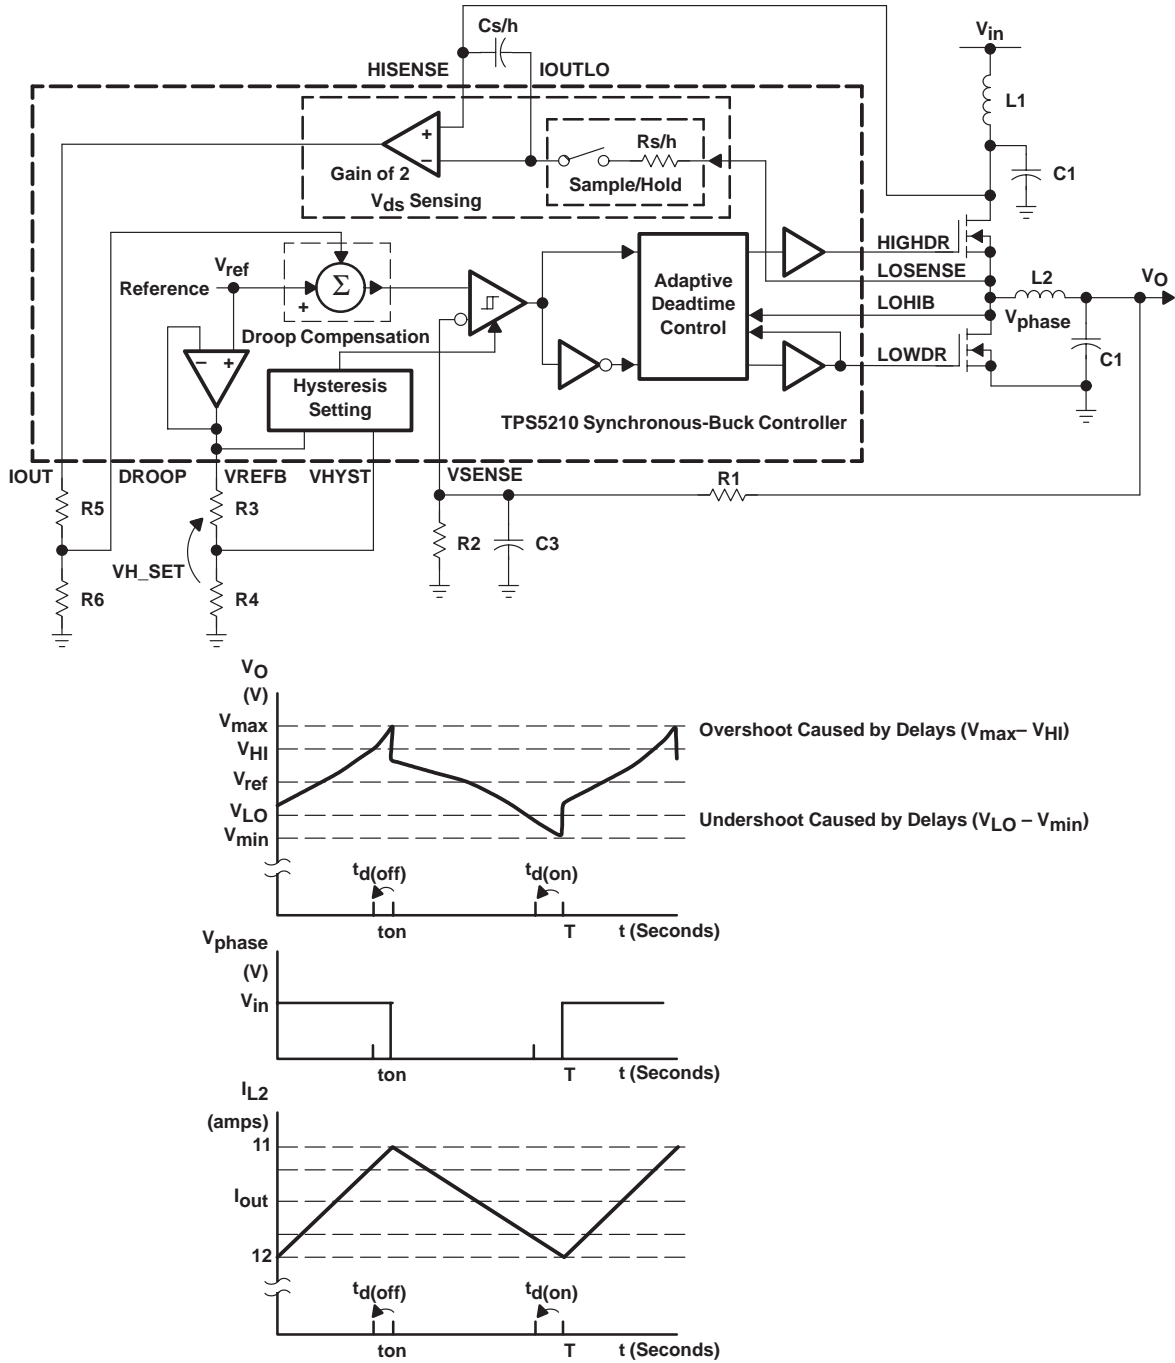 Cs/h
Vin
HISENSE
IOUTLO
L1
Rs/h
+
–
Gain of 2
Sample/Hold
Vds Sensing
C1
HIGHDR
Vref
Reference
Σ
+
Adaptive
Deadtime
Control
LOSENSE
L2
VO
LOHIB
Vphase
Droop Compensation
– +
C1
LOWDR
Hysteresis
Setting
TPS5210 Synchronous-Buck Controller
IOUT
DROOP
VREFB
VHYST
VSENSE
R1
R5
R3
R2
C3
VH_SET
R6
R4
VO
(V)
Vmax
Overshoot Caused by Delays (Vmax– VHI)
VHI
Vref
VLO
Undershoot Caused by Delays (VLO – Vmin)
Vmin
td(off)
td(on)
ton
T
t (Seconds)
Vphase
(V)
Vin
ton
T
t (Seconds)
IL2
(amps)
11
Iout
12
td(off)
td(on)
ton
T
t (Seconds)